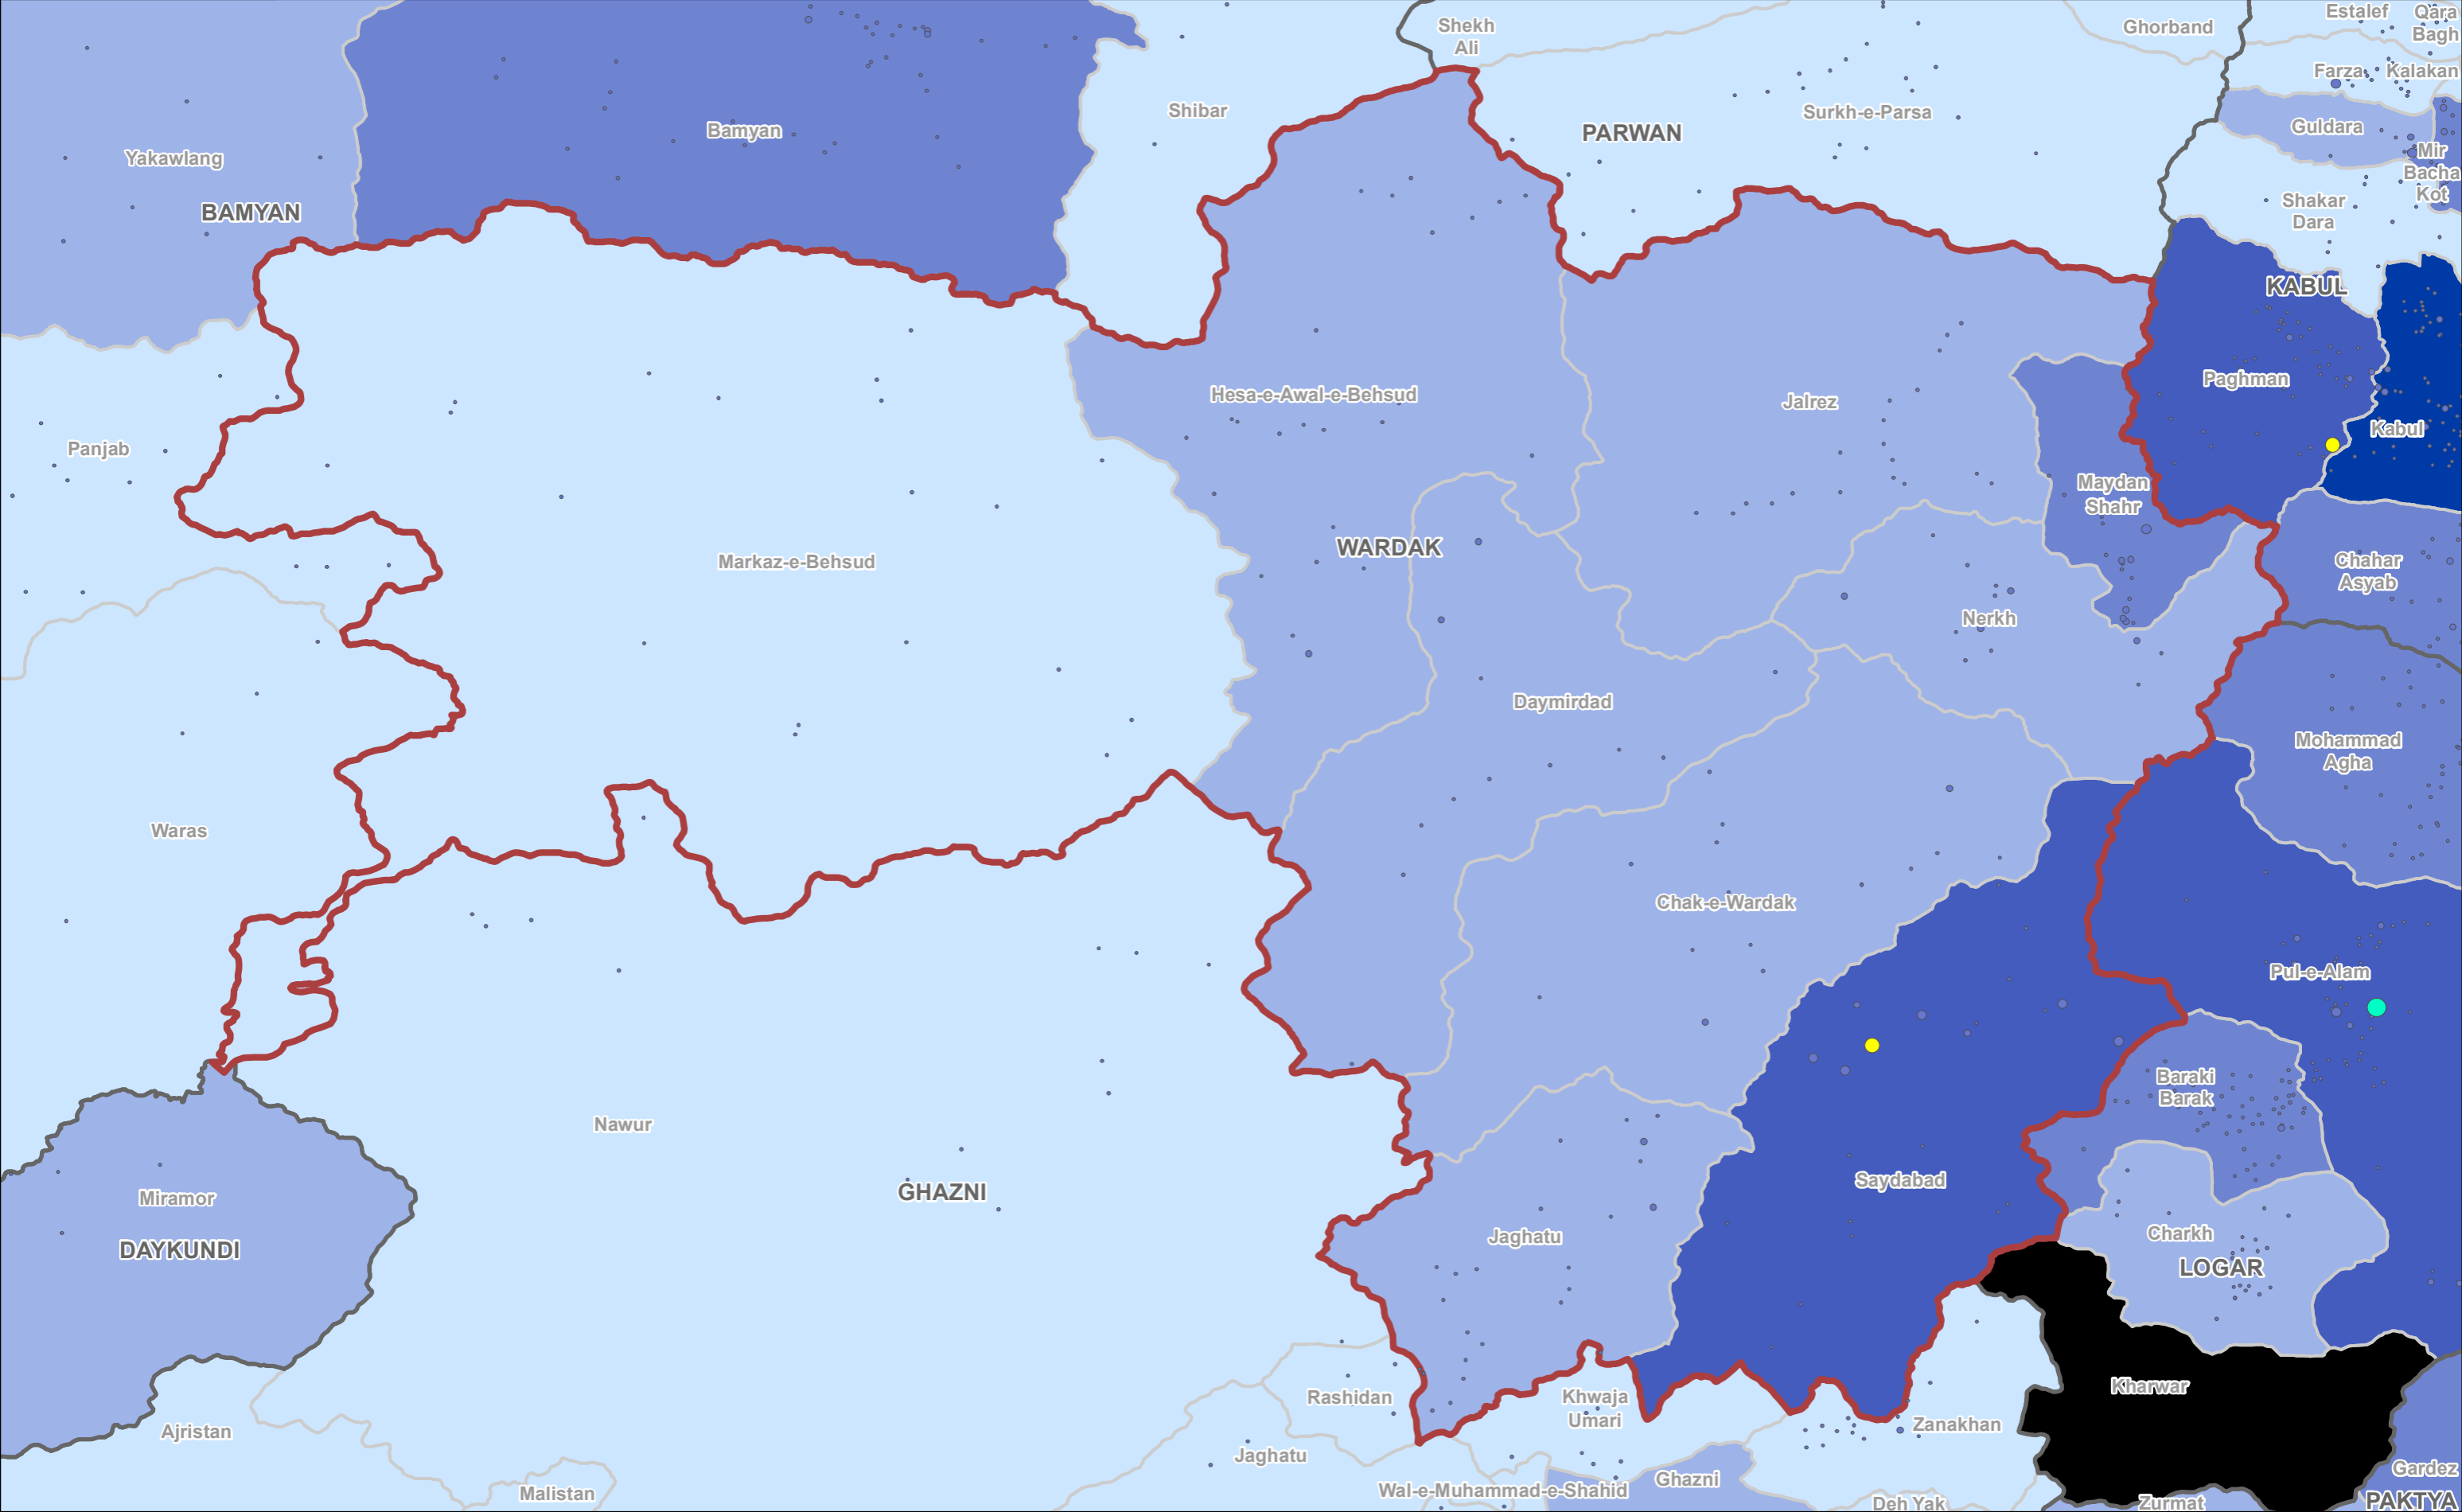 Shekh
Ali
Ghorband
Estalef
Qara
Bagh
Farza
Kalakan
Shibar
Surkh-e-Parsa
PARWAN
Bamyan
Yakawlang
BAMYAN
Guldara
Mir
Bacha
Kot
Shakar
Dara
KABUL
Paghman
Kabul
Hesa-e-Awal-e-Behsud
Jalrez
Panjab
Maydan
Shahr
WARDAK
Markaz-e-Behsud
Chahar
Asyab
Nerkh
Daymirdad
Mohammad
Agha
Waras
Chak-e-Wardak
Pul-e-Alam
Baraki
Barak
Nawur
Saydabad
GHAZNI
Miramor
DAYKUNDI
Jaghatu
Charkh
LOGAR
Kharwar
Rashidan
Khwaja
Umari
Zanakhan
Ajristan
Jaghatu
Malistan
Wal-e-Muhammad-e-Shahid
Ghazni
Deh Yak
Zurmat
Gardez
PAKTYA